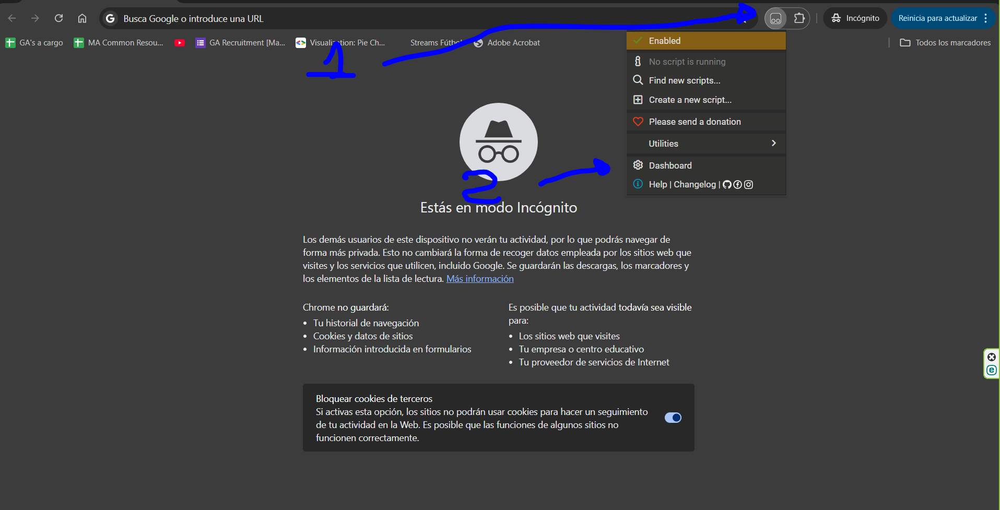 Busca Google o introduce una URL
Incógnito
Reinicia para actualizar
GA's a cargo
MA Common Resou...
GA Recruitment [Ma...
Visualization: Pie Ch...
Streams Fútbol
Adobe Acrobat
Todos los marcadores
1
Enabled
No script is running
Find new scripts...
Create a new script...
Please send a donation
Utilities
Dashboard
Help | Changelog |
2
Estás en modo Incógnito
Los demás usuarios de este dispositivo no verán tu actividad, por lo que podrás navegar de
forma más privada. Esto no cambiará la forma de recoger datos empleada por los sitios web que
visites y los servicios que utilicen, incluido Google. Se guardarán las descargas, los marcadores y
los elementos de la lista de lectura. Más información
Chrome no guardará:
Tu historial de navegación
Cookies y datos de sitios
Información introducida en formularios
Es posible que tu actividad todavía sea visible
para:
Los sitios web que visites
Tu empresa o centro educativo
Tu proveedor de servicios de Internet
Bloquear cookies de terceros
Si activas esta opción, los sitios no podrán usar cookies para hacer un seguimiento
de tu actividad en la Web. Es posible que las funciones de algunos sitios no
funcionen correctamente.